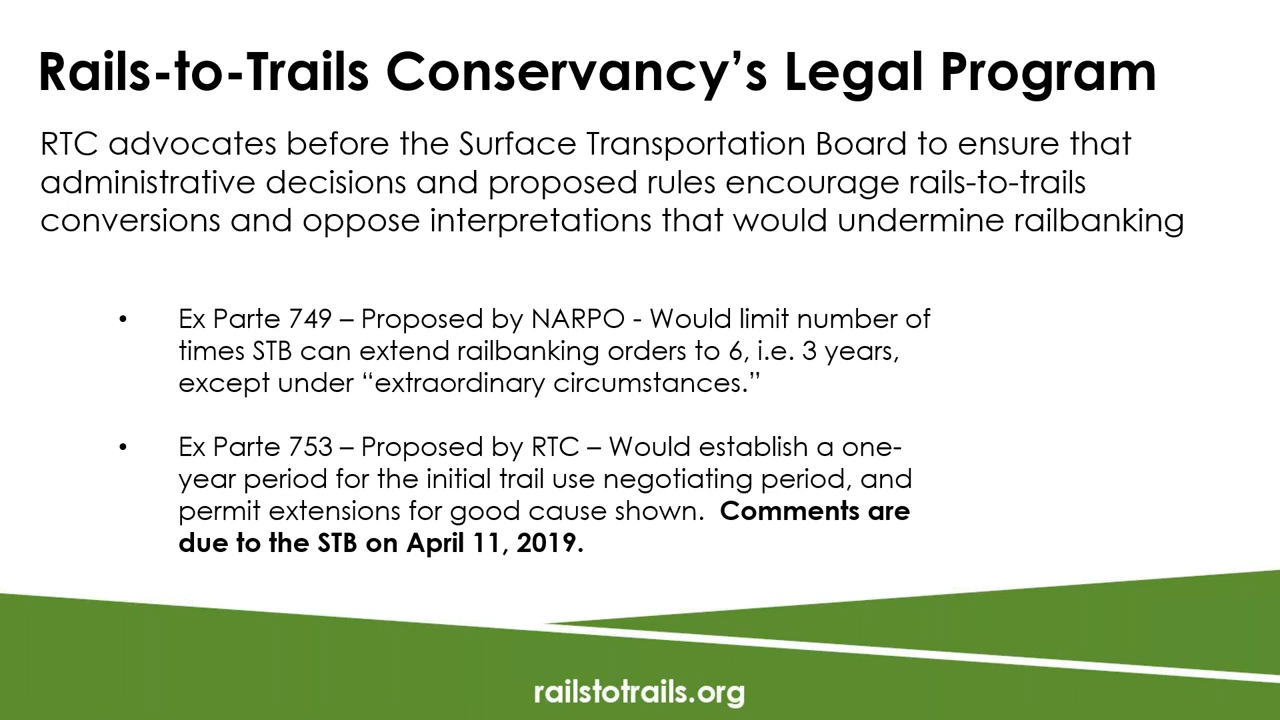 Rails-to-Trails Conservancy’s Legal Program
RTC advocates before the Surface Transportation Board to ensure that
administrative decisions and proposed rules encourage rails-to-trails
conversions and oppose interpretations that would undermine railbanking
• Ex Parte 749 – Proposed by NARPO - Would limit number of
times STB can extend railbanking orders to 6, i.e. 3 years,
except under “extraordinary circumstances.”
• Ex Parte 753 – Proposed by RTC – Would establish a one-
year period for the initial trail use negotiating period, and
permit extensions for good cause shown.  Comments are
due to the STB on April 11, 2019.
railstotrails.org